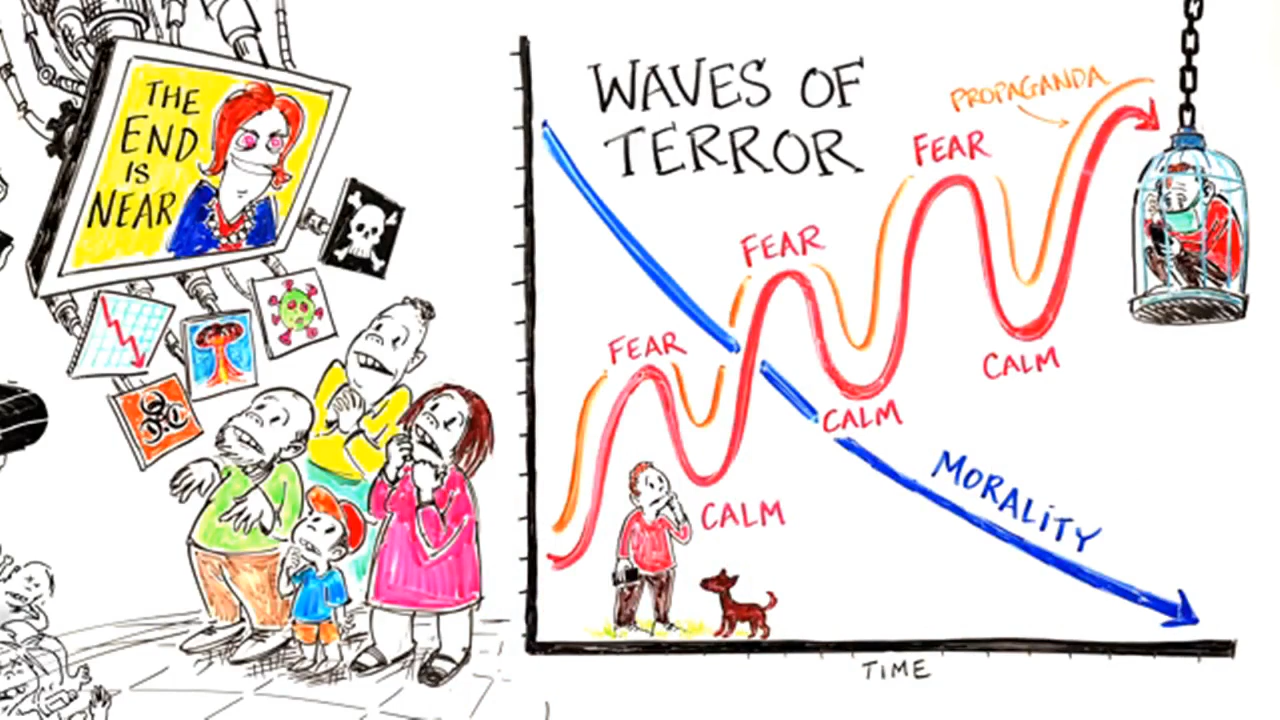 THE
END
IS
NEAR
WAVES OF
TERROR
PROPAGANDA
FEAR
FEAR
FEAR
CALM
CALM
CALM
MORALITY
TIME